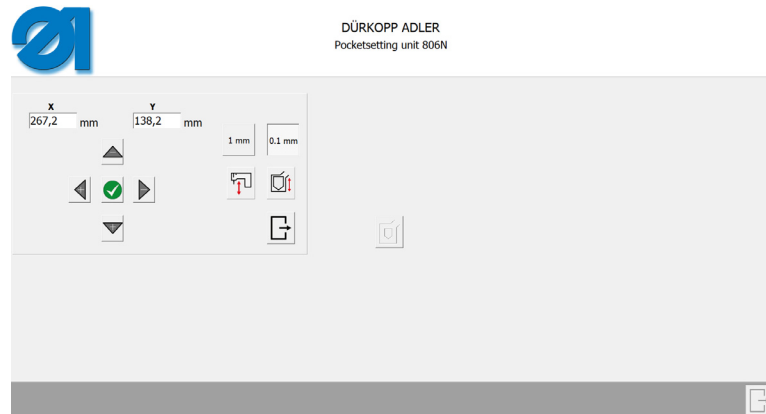 DÜRKOPP ADLER
Pocketsetting unit 806N
X Y
267,2 mm 138,2 mm
1 mm 0.1 mm